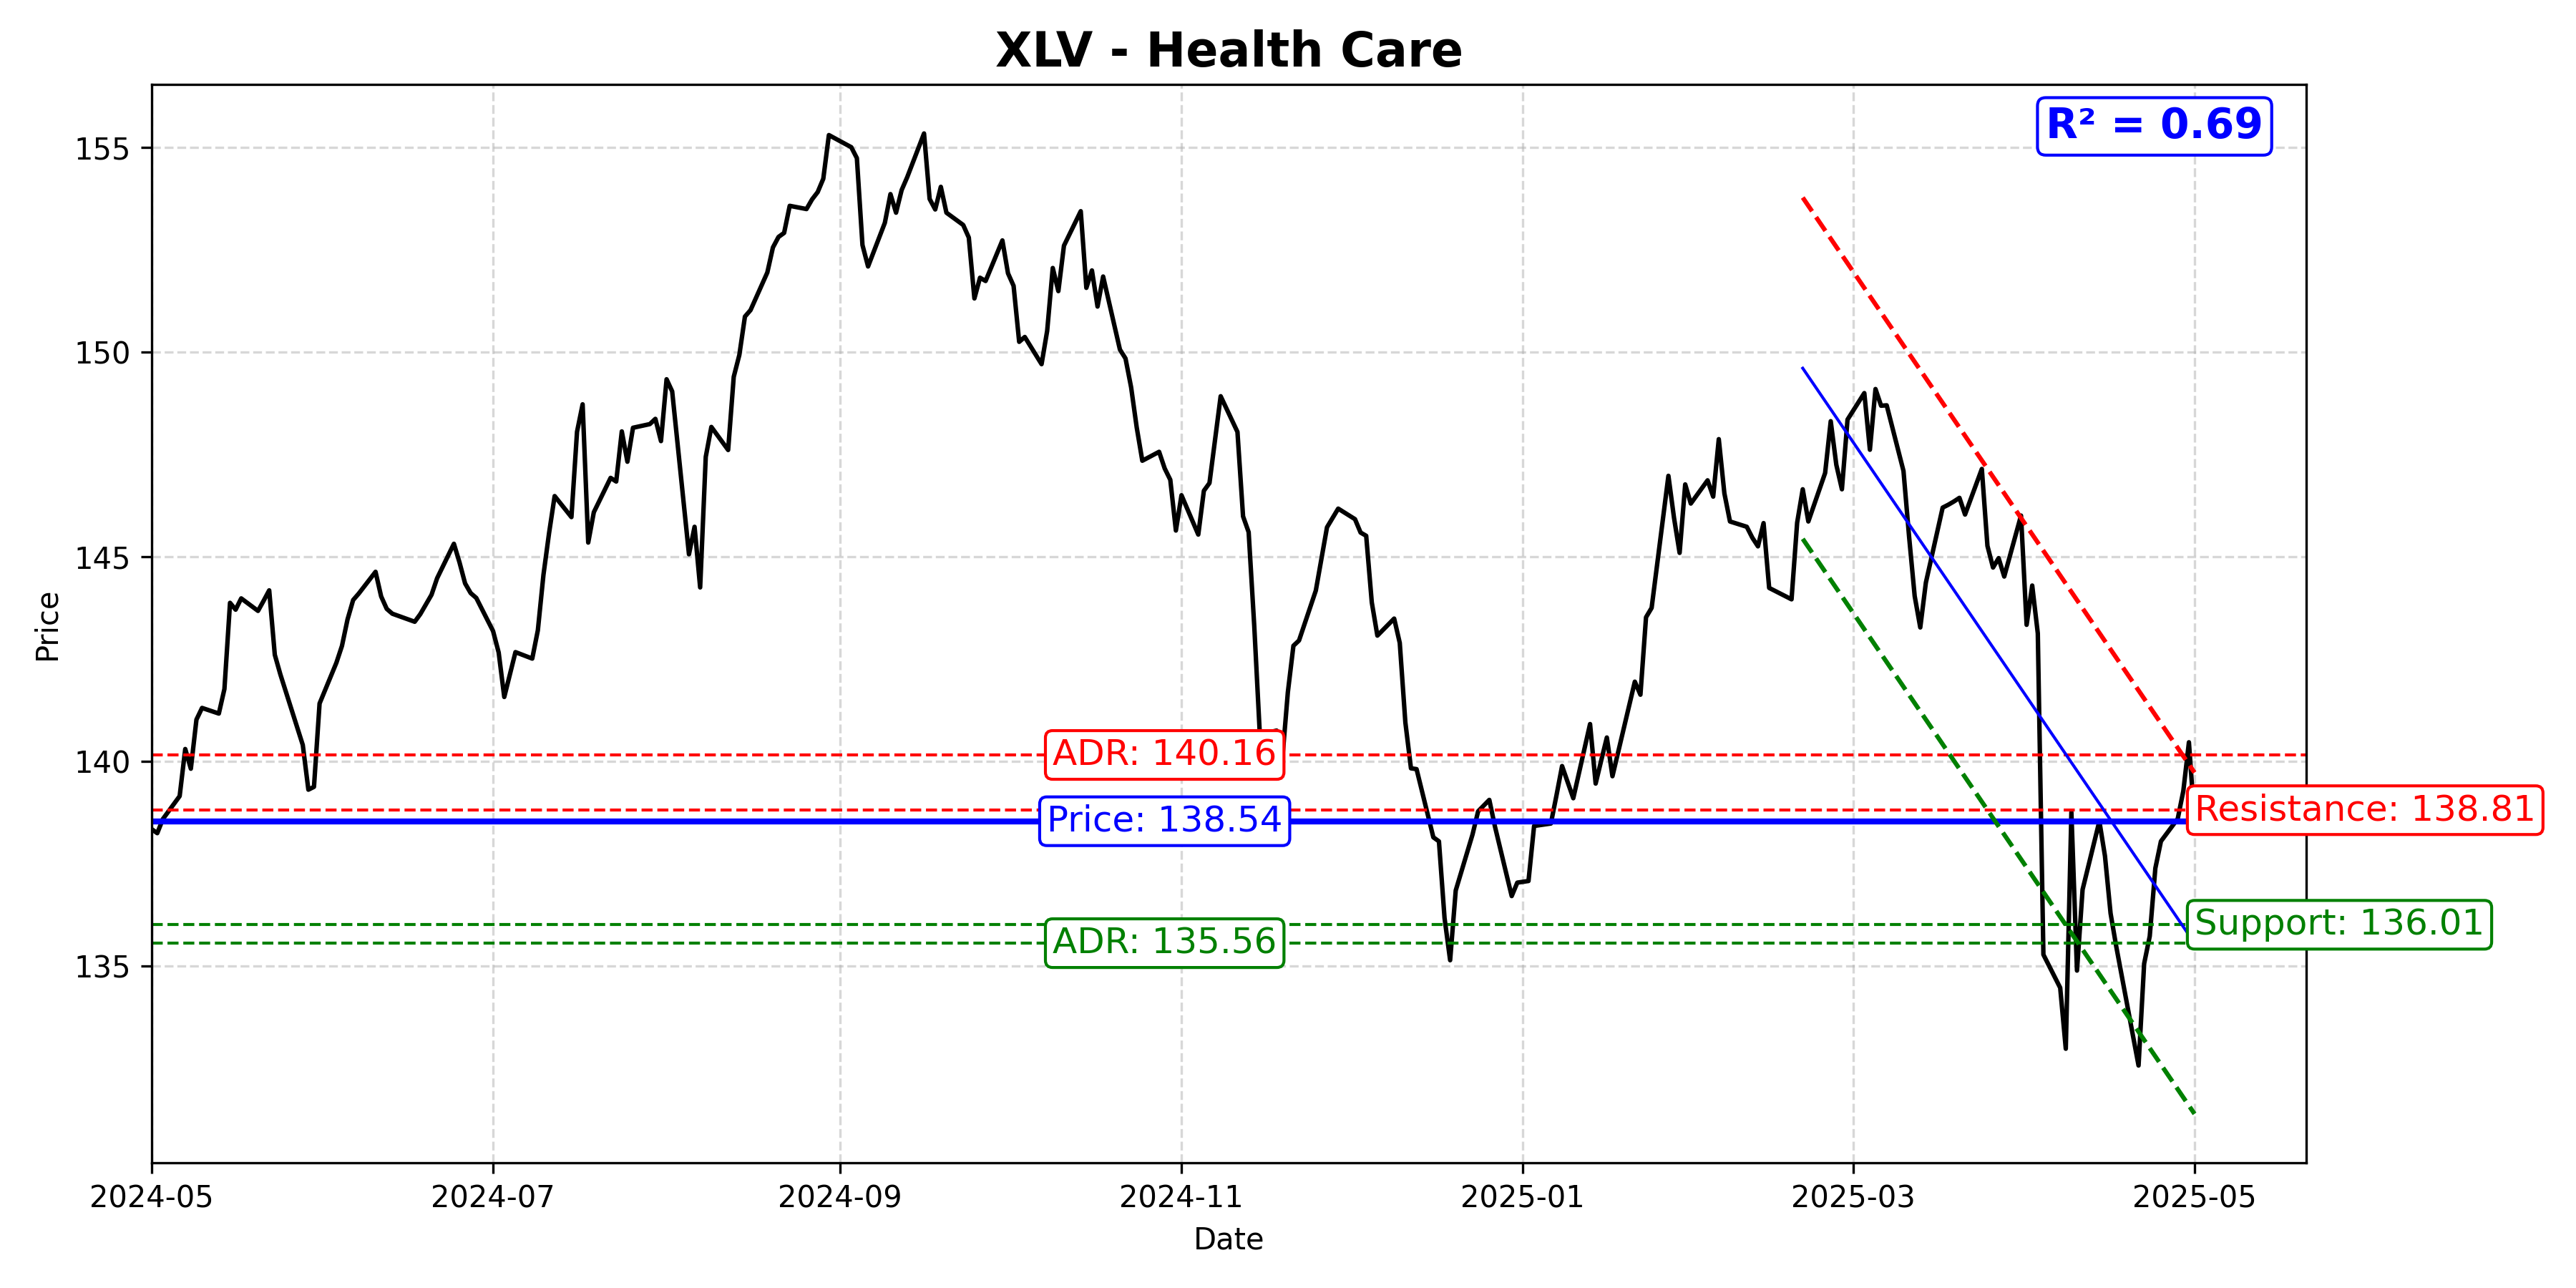 XLV - Health Care
R² = 0.69
155
150
145
140
135
Price
ADR: 140.16
Resistance: 138.81
Price: 138.54
Support: 136.01
ADR: 135.56
2024-05
2024-07
2024-09
2024-11
2025-01
2025-03
2025-05
Date